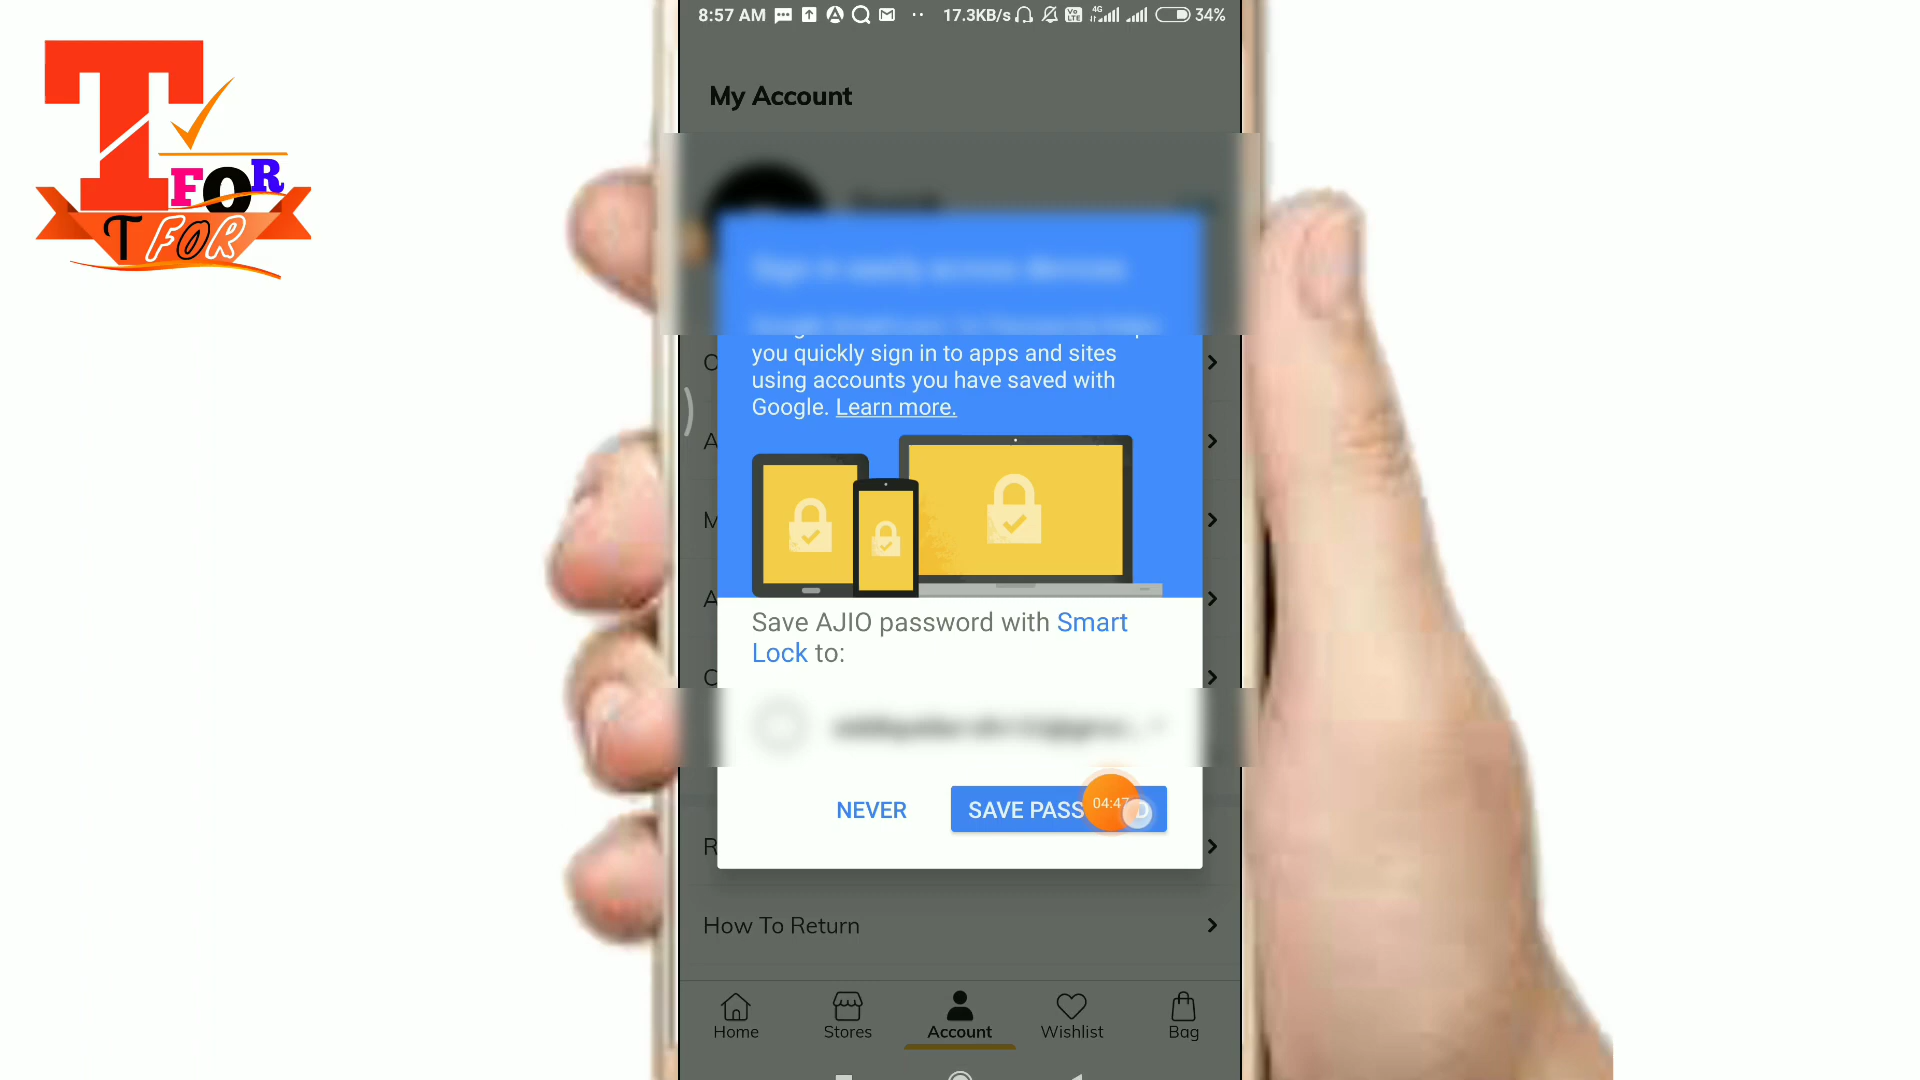 8:57 AM
17.3KB/s
4G
34%
T
FOR
T FOR
My Account
you quickly sign in to apps and sites
using accounts you have saved with
Google. Learn more.
Save AJIO password with Smart
Lock to:
NEVER
SAVE PASS
04:47
D
How To Return
Home
Stores
Account
Wishlist
Bag